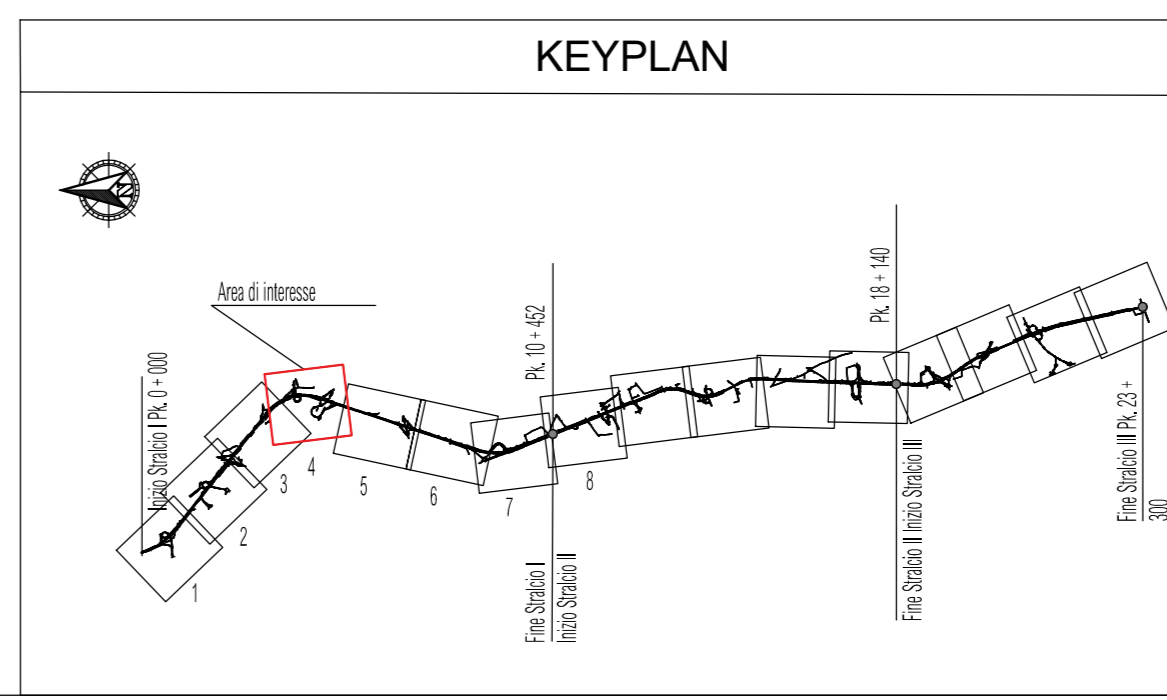 KEYPLAN
N
Area di interesse
Inizio Stralcio I Pk. 0 + 000
Pk. 10 + 452
Pk. 18 + 140
1
2
3
4
5
6
7
8
Fine Stralcio I
Inizio Stralcio II
Fine Stralcio II Inizio Stralcio III
Fine Stralcio III Pk. 23 +
300